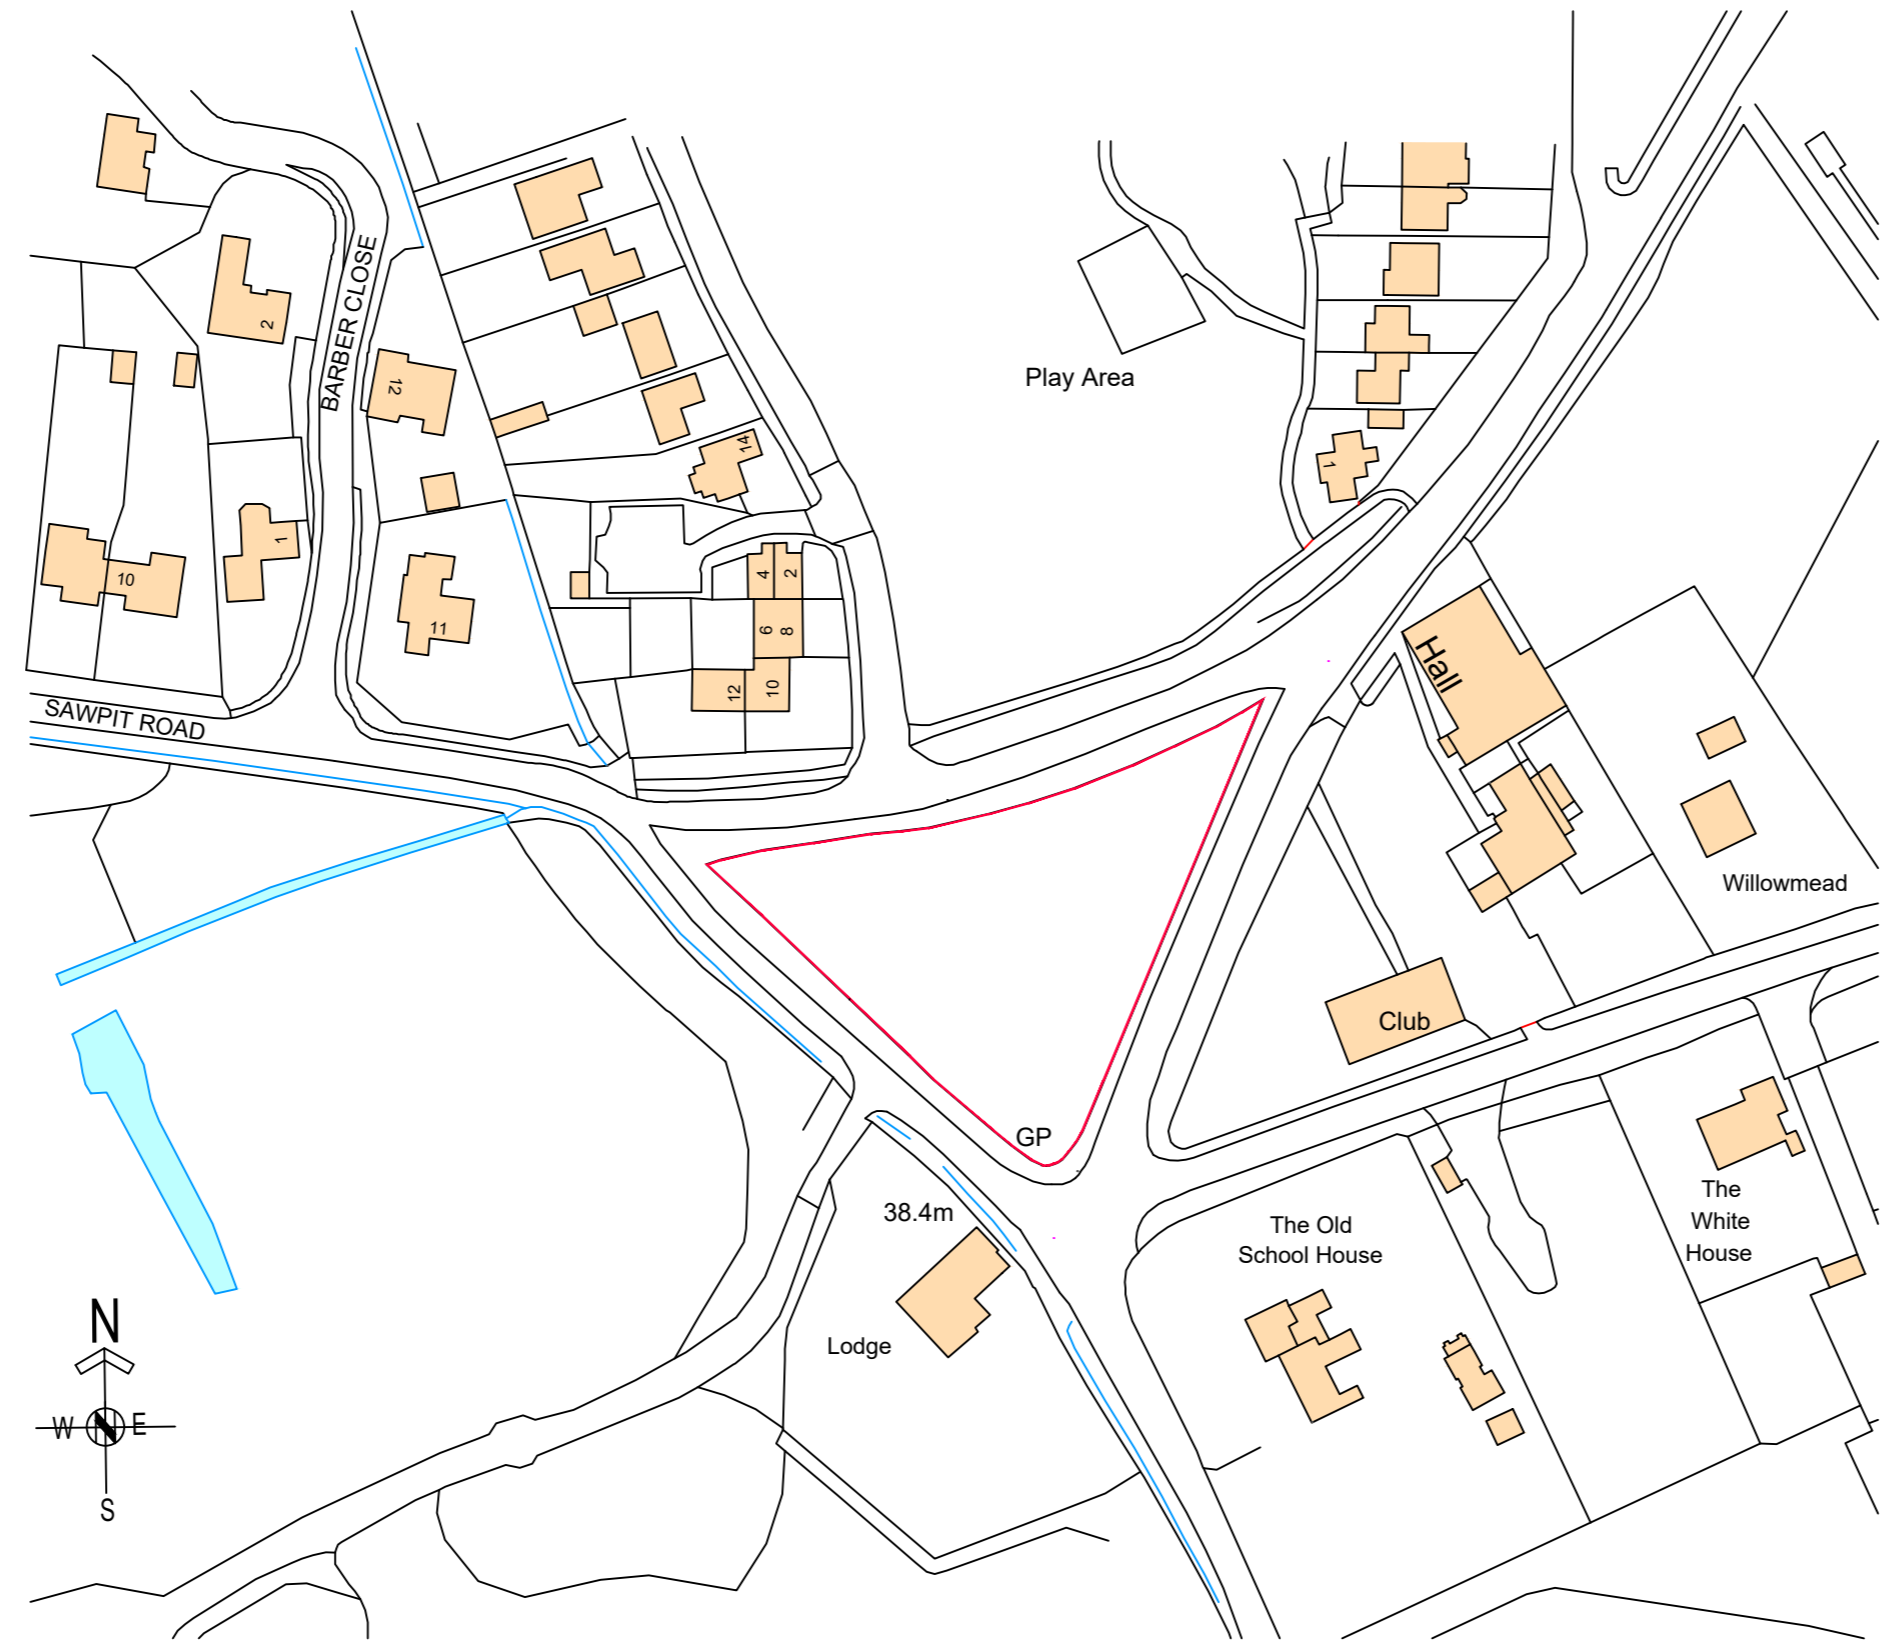 BARBER CLOSE
2
12
14
Play Area
1
1
10
11
4
2
6
8
12
10
SAWPIT ROAD
Hall
Willowmead
Club
GP
38.4m
The Old
School House
The
White
House
Lodge
N
W
N
E
S